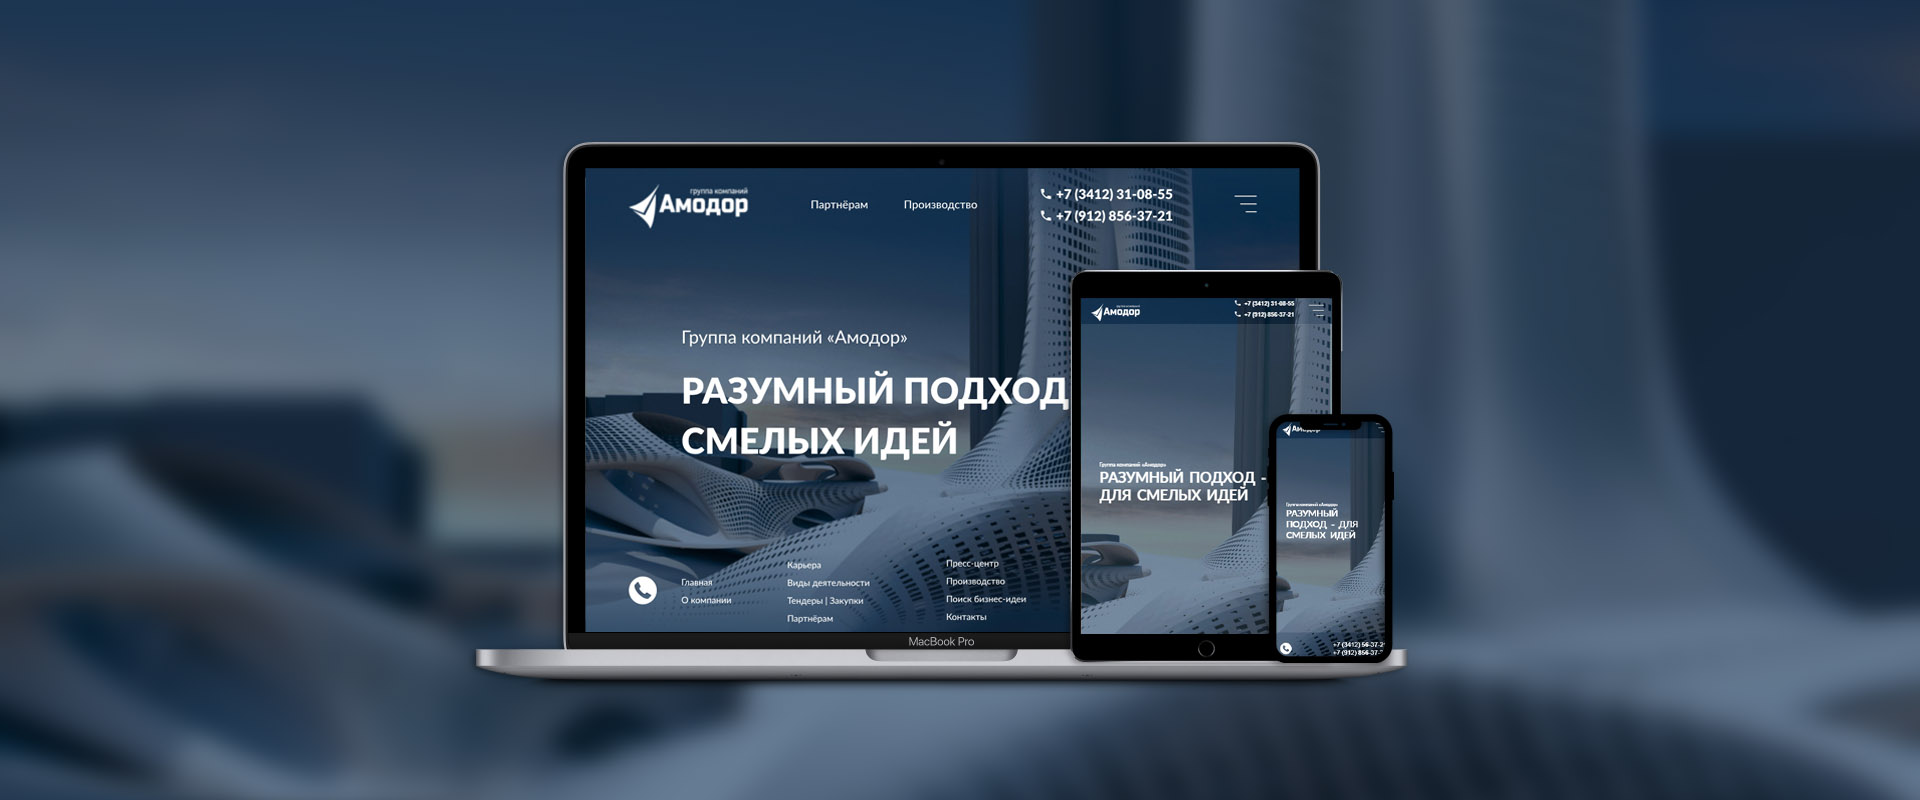 группа компаний
Амодор
Партнёрам
Производство
+7 (3412) 31-08-55
+7 (912) 856-37-21
Группа компаний «Амодор»
РАЗУМНЫЙ ПОДХОД
СМЕЛЫХ ИДЕЙ
Главная
О компании
Карьера
Виды деятельности
Тендеры | Закупки
Партнёрам
Пресс-центр
Производство
Поиск бизнес-идеи
Контакты
MacBook Pro
Амодор
+7 (3412) 31-08-55
+7 (912) 856-37-21
Группа компаний «Амодор»
РАЗУМНЫЙ ПОДХОД -
ДЛЯ СМЕЛЫХ ИДЕЙ
Группа компаний «Амодор»
РАЗУМНЫЙ
ПОДХОД - ДЛЯ
СМЕЛЫХ ИДЕЙ
+7 (3412) 56-37-2
+7 (912) 856-37-